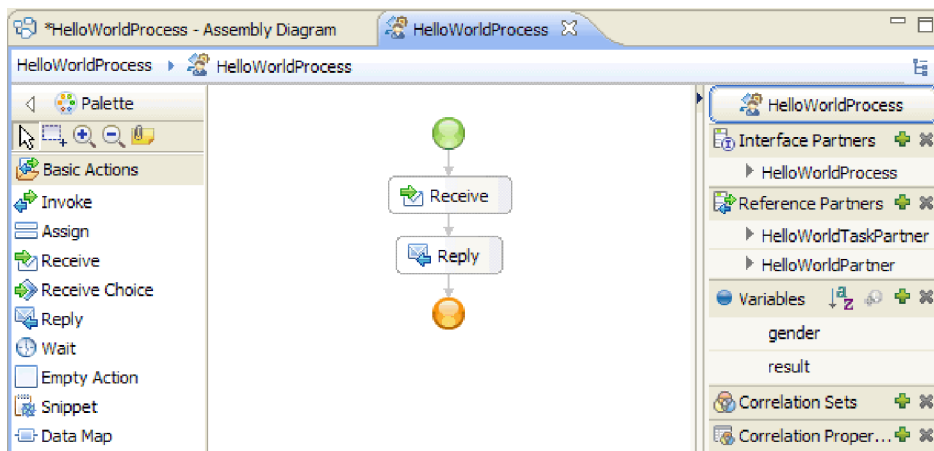 *HelloWorldProcess - Assembly Diagram
HelloWorldProcess
HelloWorldProcess
HelloWorldProcess
Palette
Basic Actions
Invoke
Assign
Receive
Receive Choice
Reply
Wait
Empty Action
Snippet
Data Map
Receive
Reply
HelloWorldProcess
Interface Partners
HelloWorldProcess
Reference Partners
HelloWorldTaskPartner
HelloWorldPartner
Variables
gender
result
Correlation Sets
Correlation Proper...